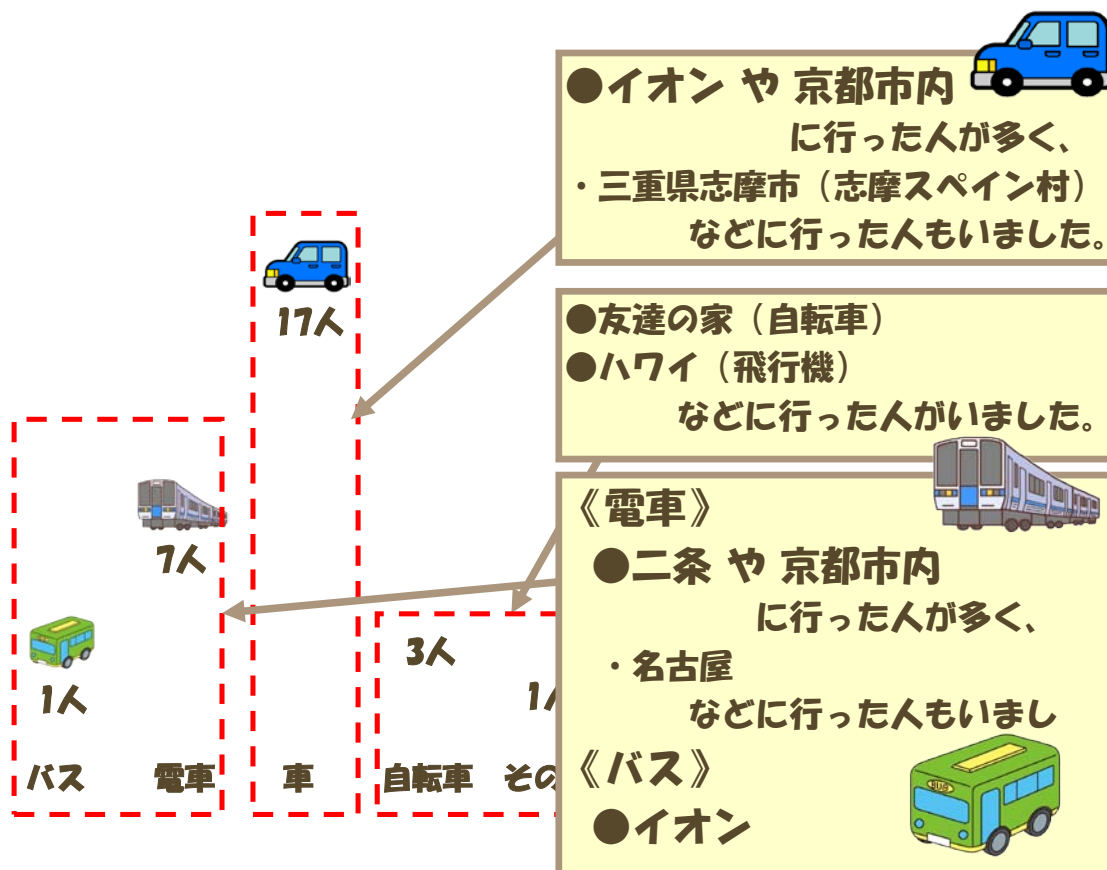 ●イオン や 京都市内
に行った人が多く、
・三重県志摩市（志摩スペイン村）
などに行った人もいました。
●友達の家（自転車）
●ハワイ（飛行機）
などに行った人がいました。
《電車》
●二条 や 京都市内
に行った人が多く、
・名古屋
などに行った人もいまし
《バス》
●イオン
17人
7人
1人
3人
1人
バス 電車 車 自転車 その